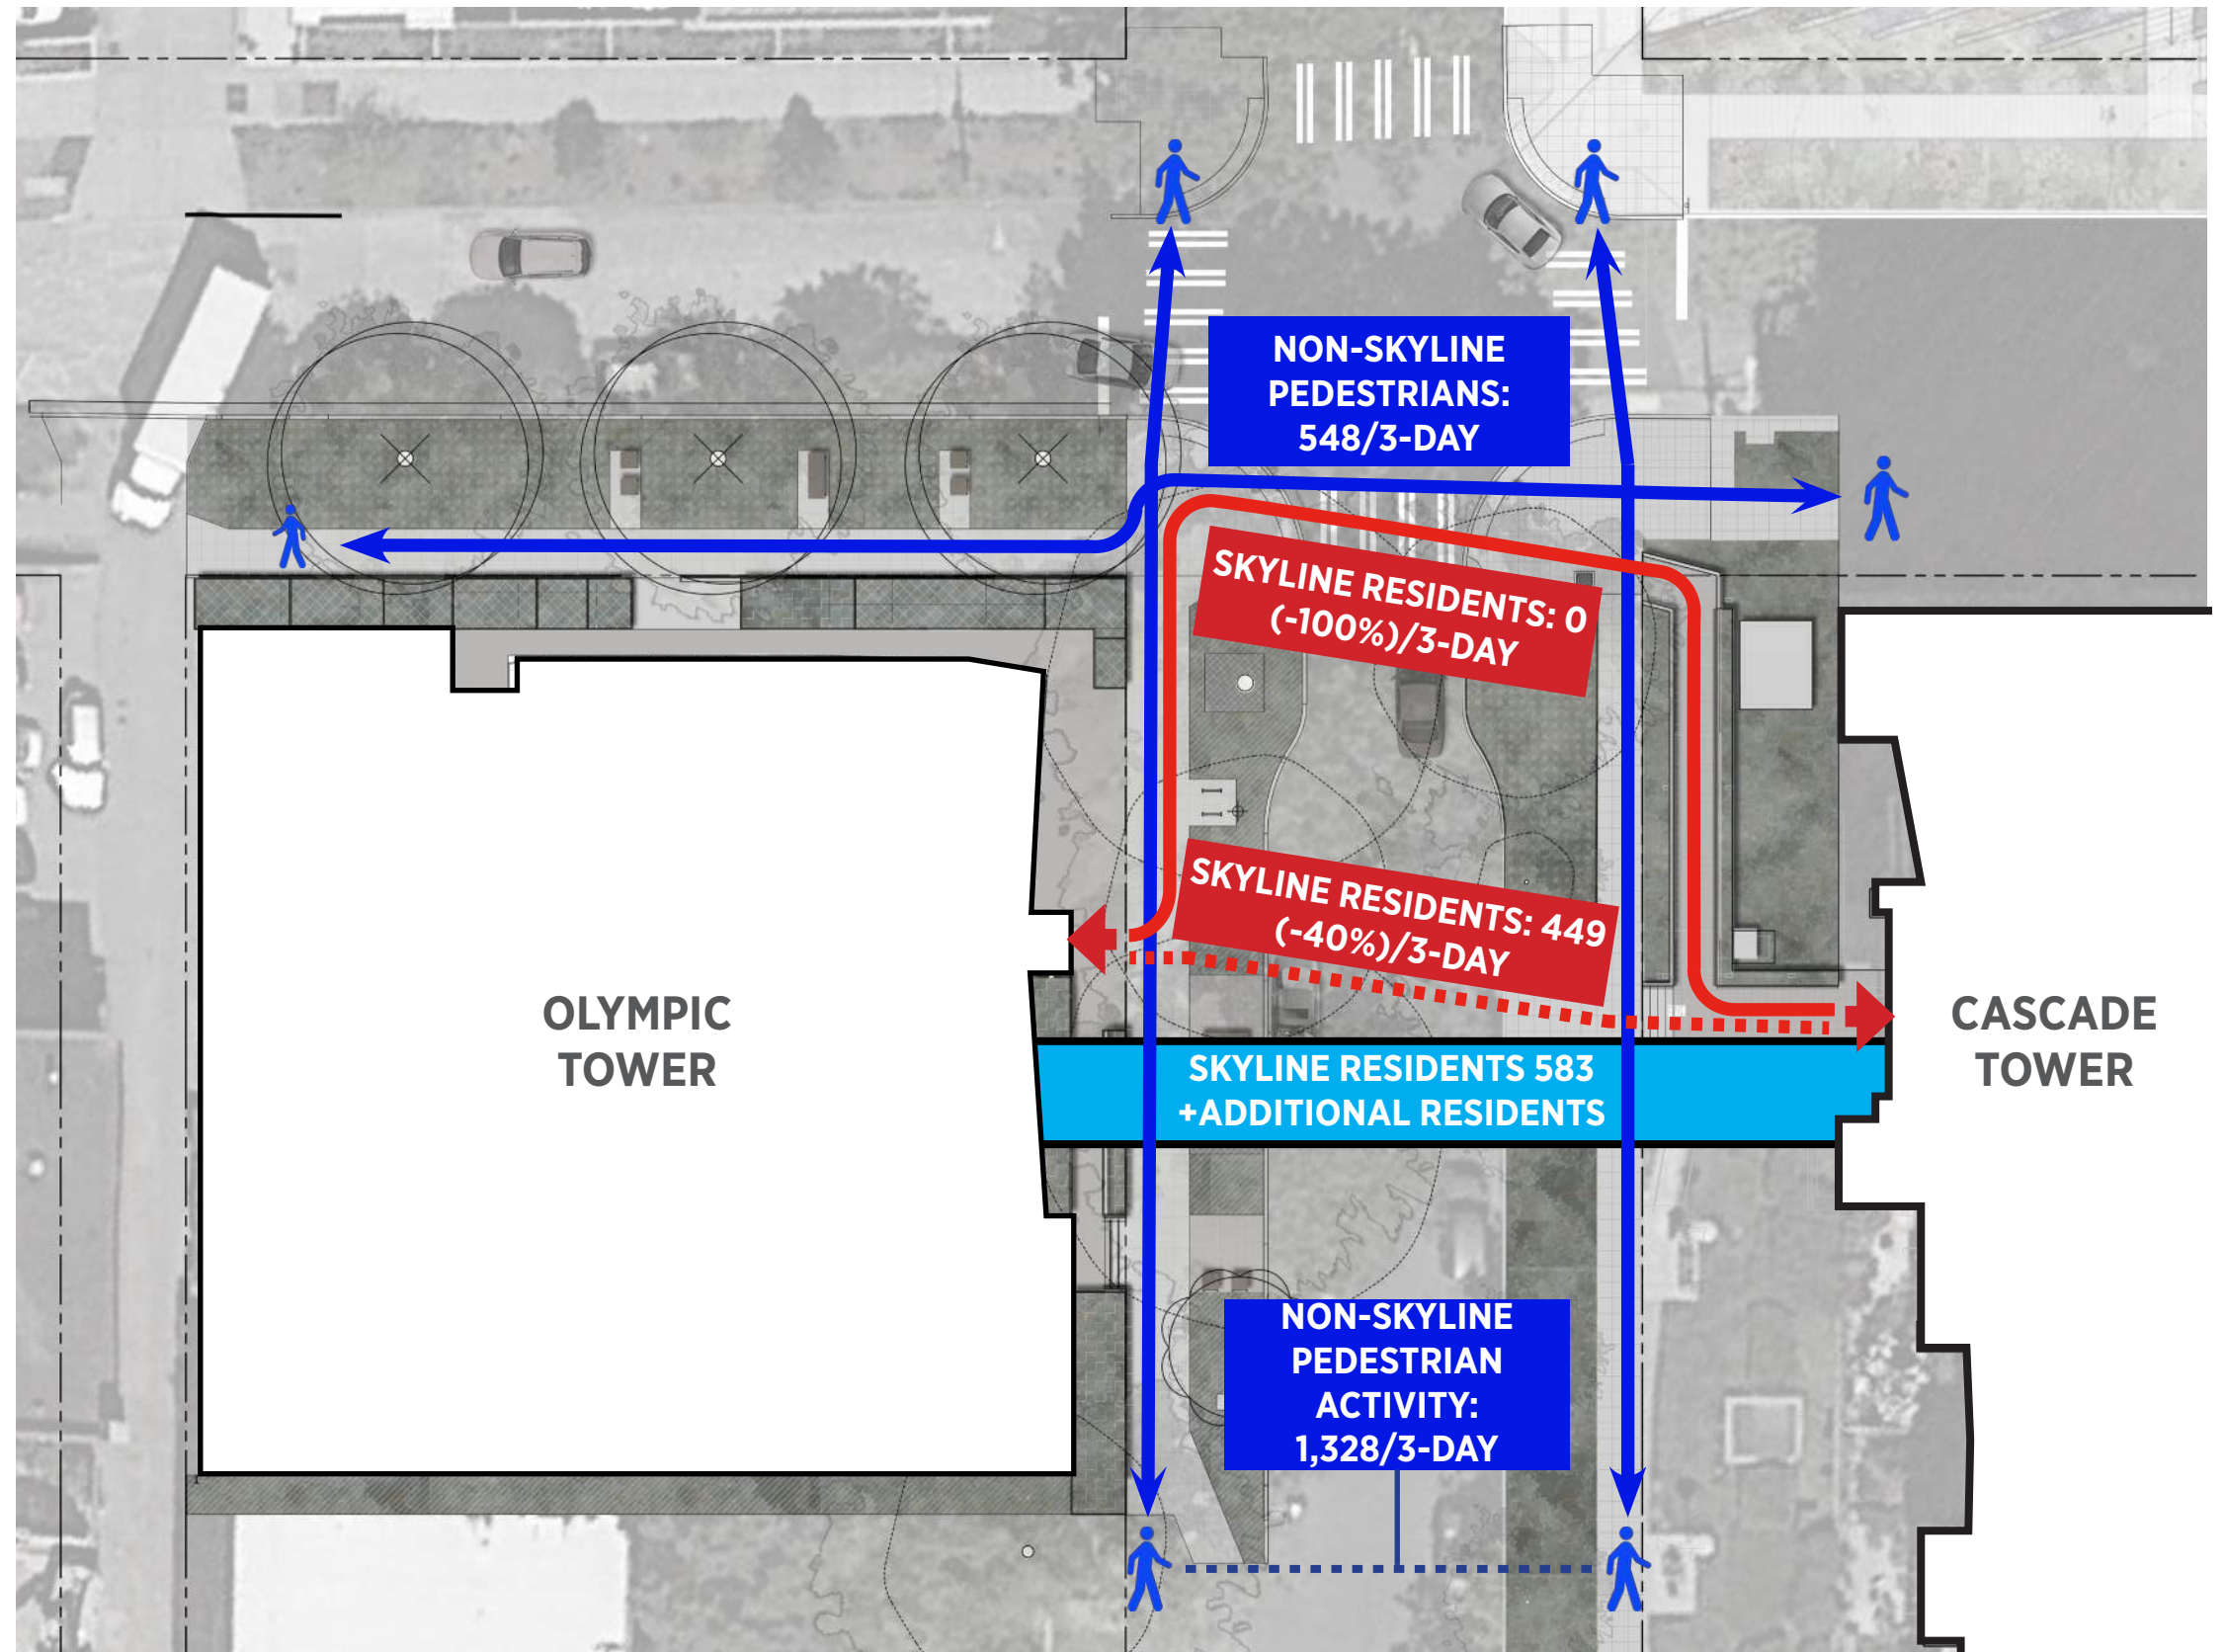 NON-SKYLINE
PEDESTRIANS:
548/3-DAY
SKYLINE RESIDENTS: 0
(-100%)/3-DAY
SKYLINE RESIDENTS: 449
(-40%)/3-DAY
OLYMPIC
TOWER
CASCADE
TOWER
SKYLINE RESIDENTS 583
+ADDITIONAL RESIDENTS
NON-SKYLINE
PEDESTRIAN
ACTIVITY:
1,328/3-DAY